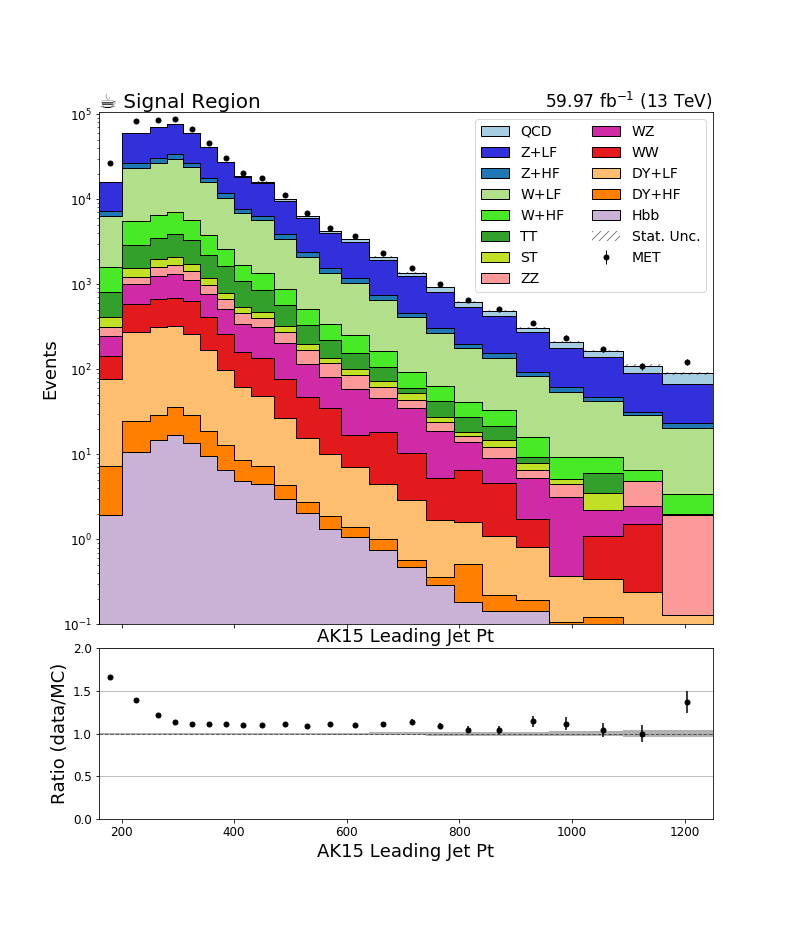 ☕ Signal Region 59.97 fb⁻¹ (13 TeV)
QCD WZ
Z+LF WW
Z+HF DY+LF
W+LF DY+HF
W+HF Hbb
TT Stat. Unc.
ST MET
ZZ
Events
10⁵
10⁴
10³
10²
10¹
10⁰
10⁻¹
AK15 Leading Jet Pt
Ratio (data/MC)
2.0
1.5
1.0
0.5
0.0
200 400 600 800 1000 1200
AK15 Leading Jet Pt